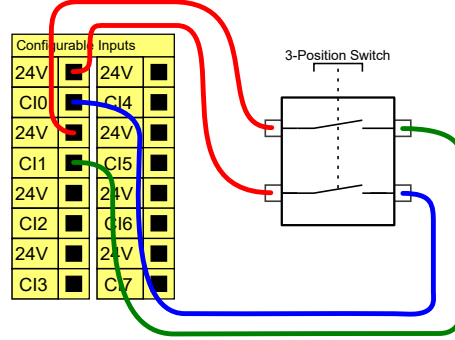 Configurable Inputs
3-Position Switch
24V 24V
CI0 CI4
24V 24V
CI1 CI5
24V 24V
CI2 CI6
24V 24V
CI3 CI7